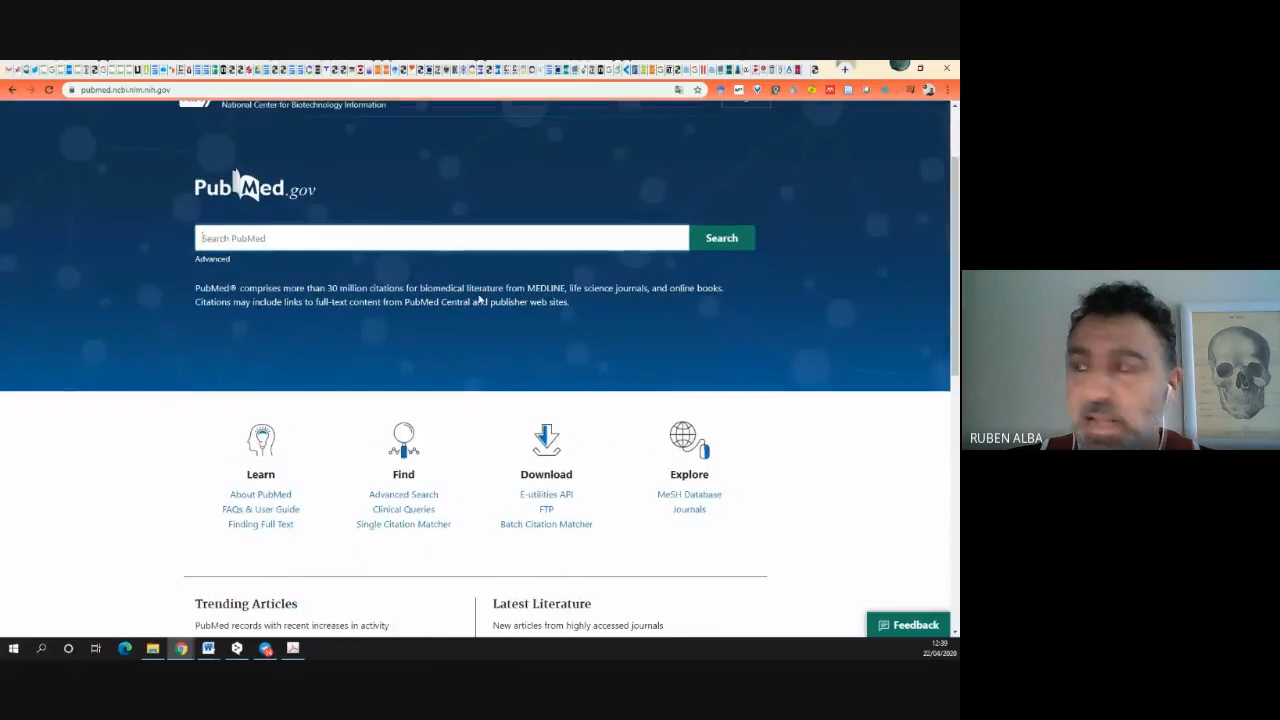 pubmed.ncbi.nlm.nih.gov
National Center for Biotechnology Information
PubMed.gov
Search PubMed
Search
Advanced
PubMed® comprises more than 30 million citations for biomedical literature from MEDLINE, life science journals, and online books.
Citations may include links to full-text content from PubMed Central and publisher web sites.
Learn
About PubMed
FAQs & User Guide
Finding Full Text
Find
Advanced Search
Clinical Queries
Single Citation Matcher
Download
E-utilities API
FTP
Batch Citation Matcher
Explore
MeSH Database
Journals
Trending Articles
PubMed records with recent increases in activity
Latest Literature
New articles from highly accessed journals
Feedback
12:39
22/04/2020
RUBEN ALBA